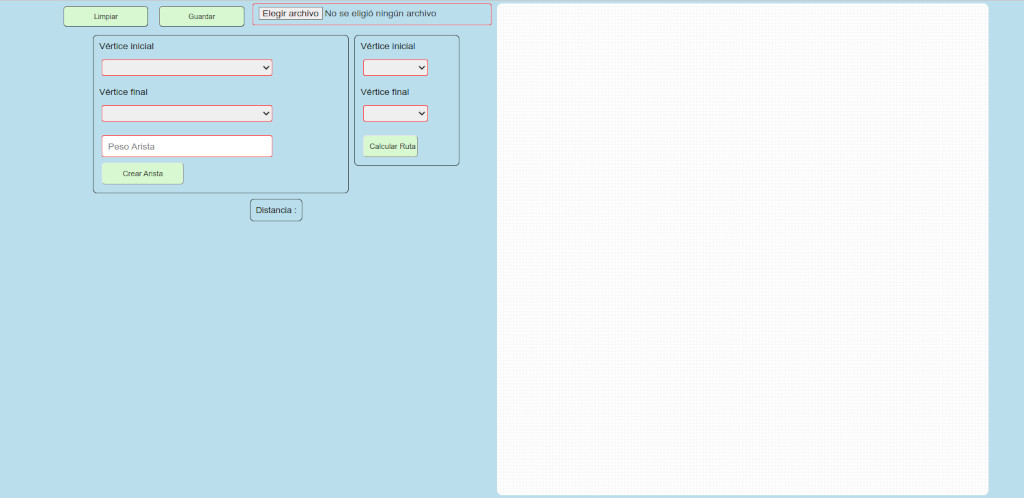 Limpiar
Guardar
Elegir archivo No se eligió ningún archivo
Vértice inicial
Vértice final
Peso Arista
Crear Arista
Vértice inicial
Vértice final
Calcular Ruta
Distancia :